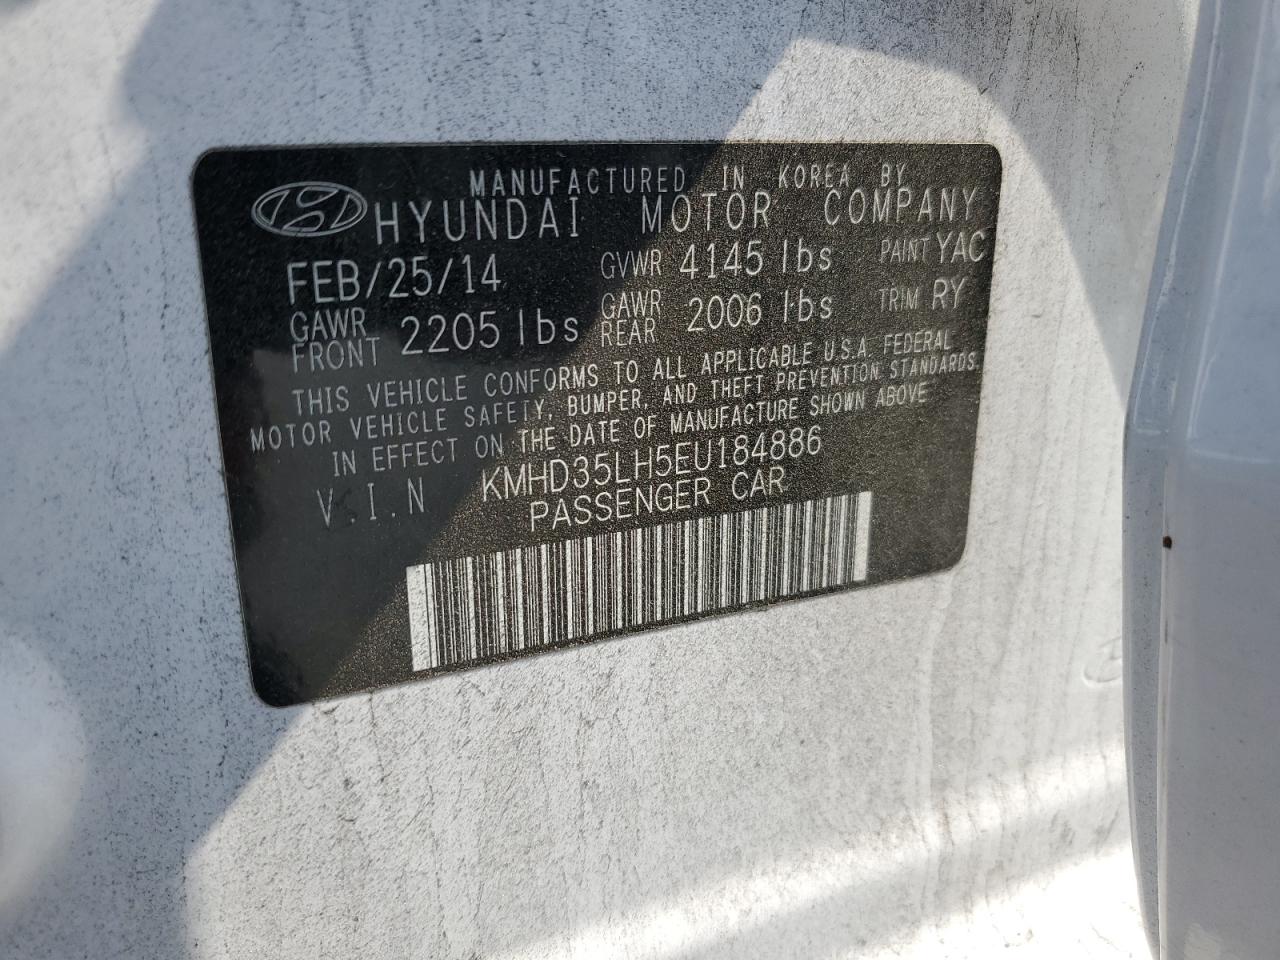 MANUFACTURED IN KOREA BY
HYUNDAI MOTOR COMPANY
FEB/25/14 GVWR 4145 lbs PAINT YAC
GAWR FRONT 2205 lbs GAWR REAR 2006 lbs TRIM RY
THIS VEHICLE CONFORMS TO ALL APPLICABLE U.S.A. FEDERAL
MOTOR VEHICLE SAFETY, BUMPER, AND THEFT PREVENTION STANDARDS
IN EFFECT ON THE DATE OF MANUFACTURE SHOWN ABOVE
V.I.N KMHD35LH5EU184886
PASSENGER CAR